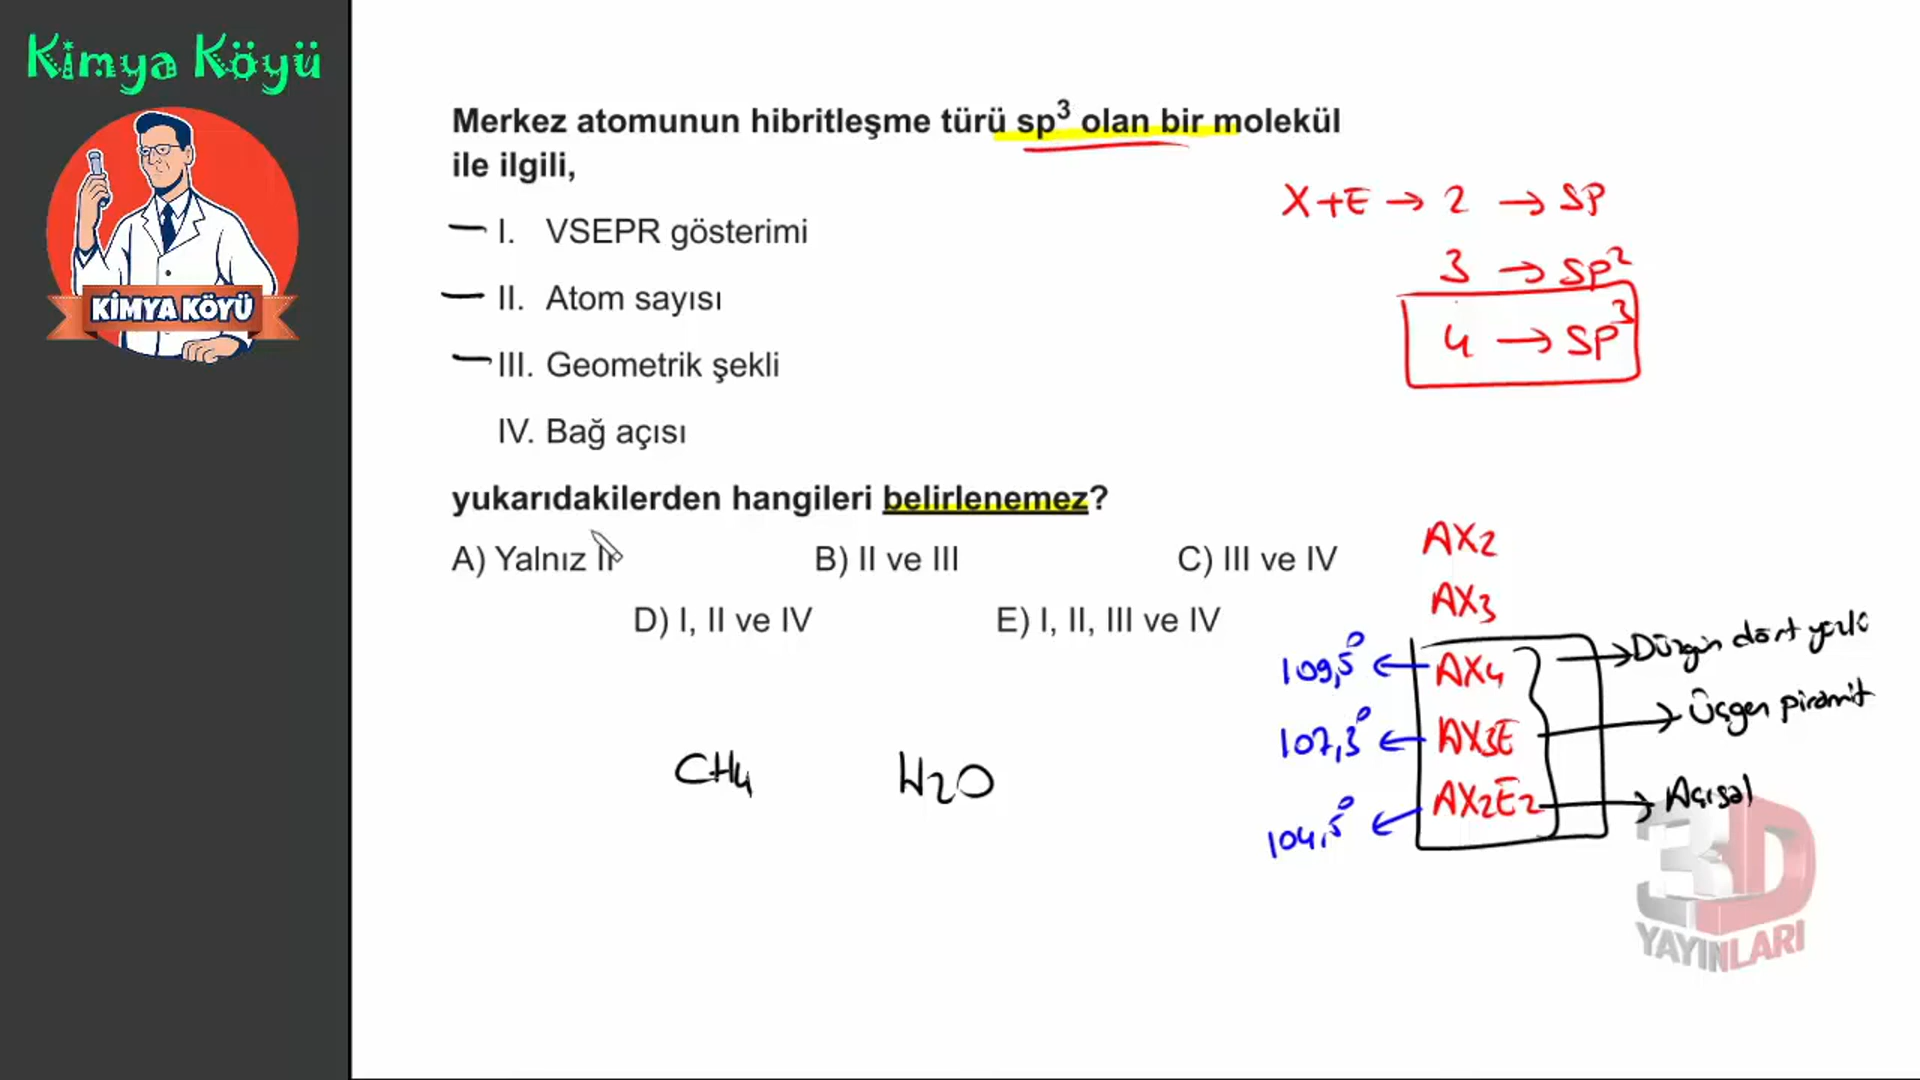 Kimya Köyü
KİMYA KÖYÜ
Merkez atomunun hibritleşme türü sp³ olan bir molekül
ile ilgili,
I. VSEPR gösterimi
II. Atom sayısı
III. Geometrik şekli
IV. Bağ açısı
yukarıdakilerden hangileri belirlenemez?
A) Yalnız II
B) II ve III
C) III ve IV
D) I, II ve IV
E) I, II, III ve IV
X+E → 2 → SP
3 → SP²
4 → SP³
AX2
AX3
109,5° ← AX4 → Düzgün dört yüzlü
107,3° ← AX3E → Üçgen piramit
104,5° ← AX2E2 → Açısal
CH4
H2O
3D
YAYINLARI